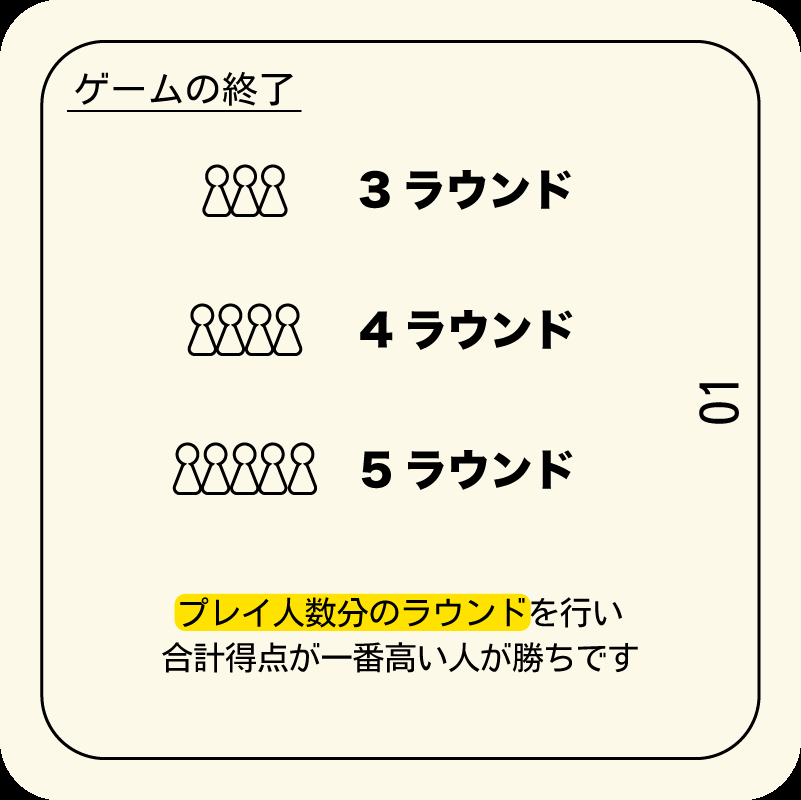 ゲームの終了
3 ラウンド
4 ラウンド
5 ラウンド
01
プレイ人数分のラウンドを行い
合計得点が一番高い人が勝ちです